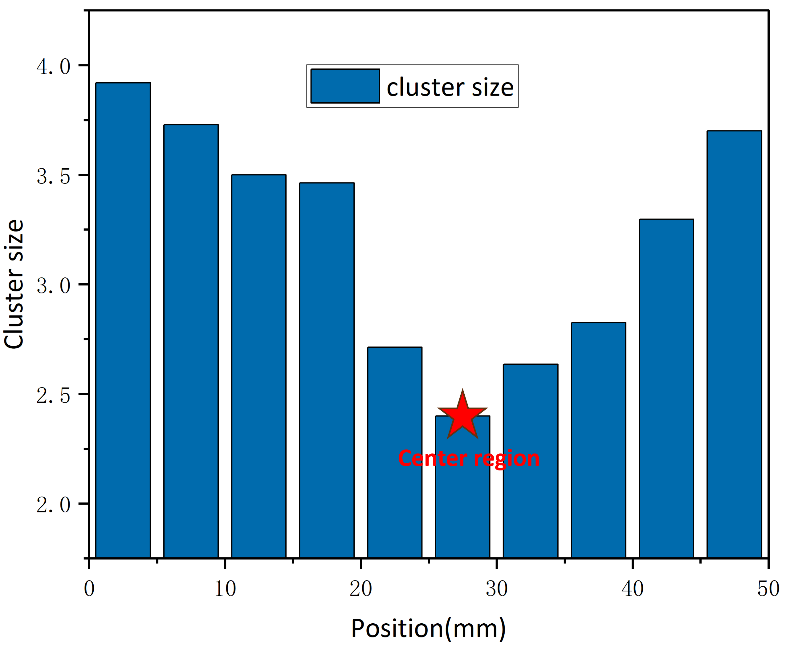 cluster size
4.0
3.5
3.0
2.5
2.0
Cluster size
Center region
0 10 20 30 40 50
Position(mm)